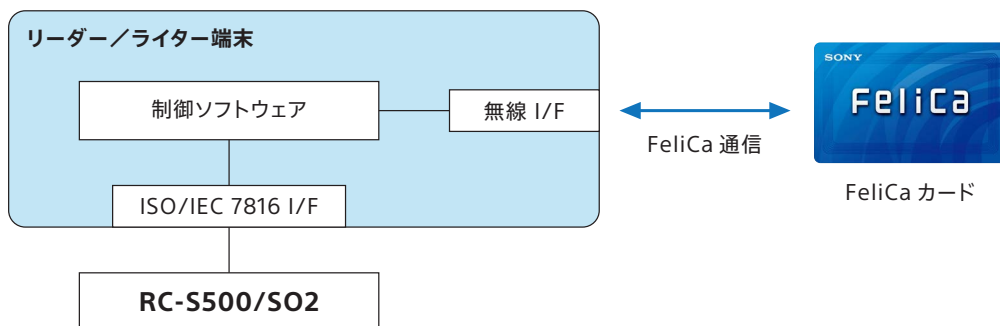 リーダー／ライター端末
制御ソフトウェア
無線 I/F
ISO/IEC 7816 I/F
RC-S500/SO2
FeliCa 通信
SONY
FeliCa
FeliCa カード